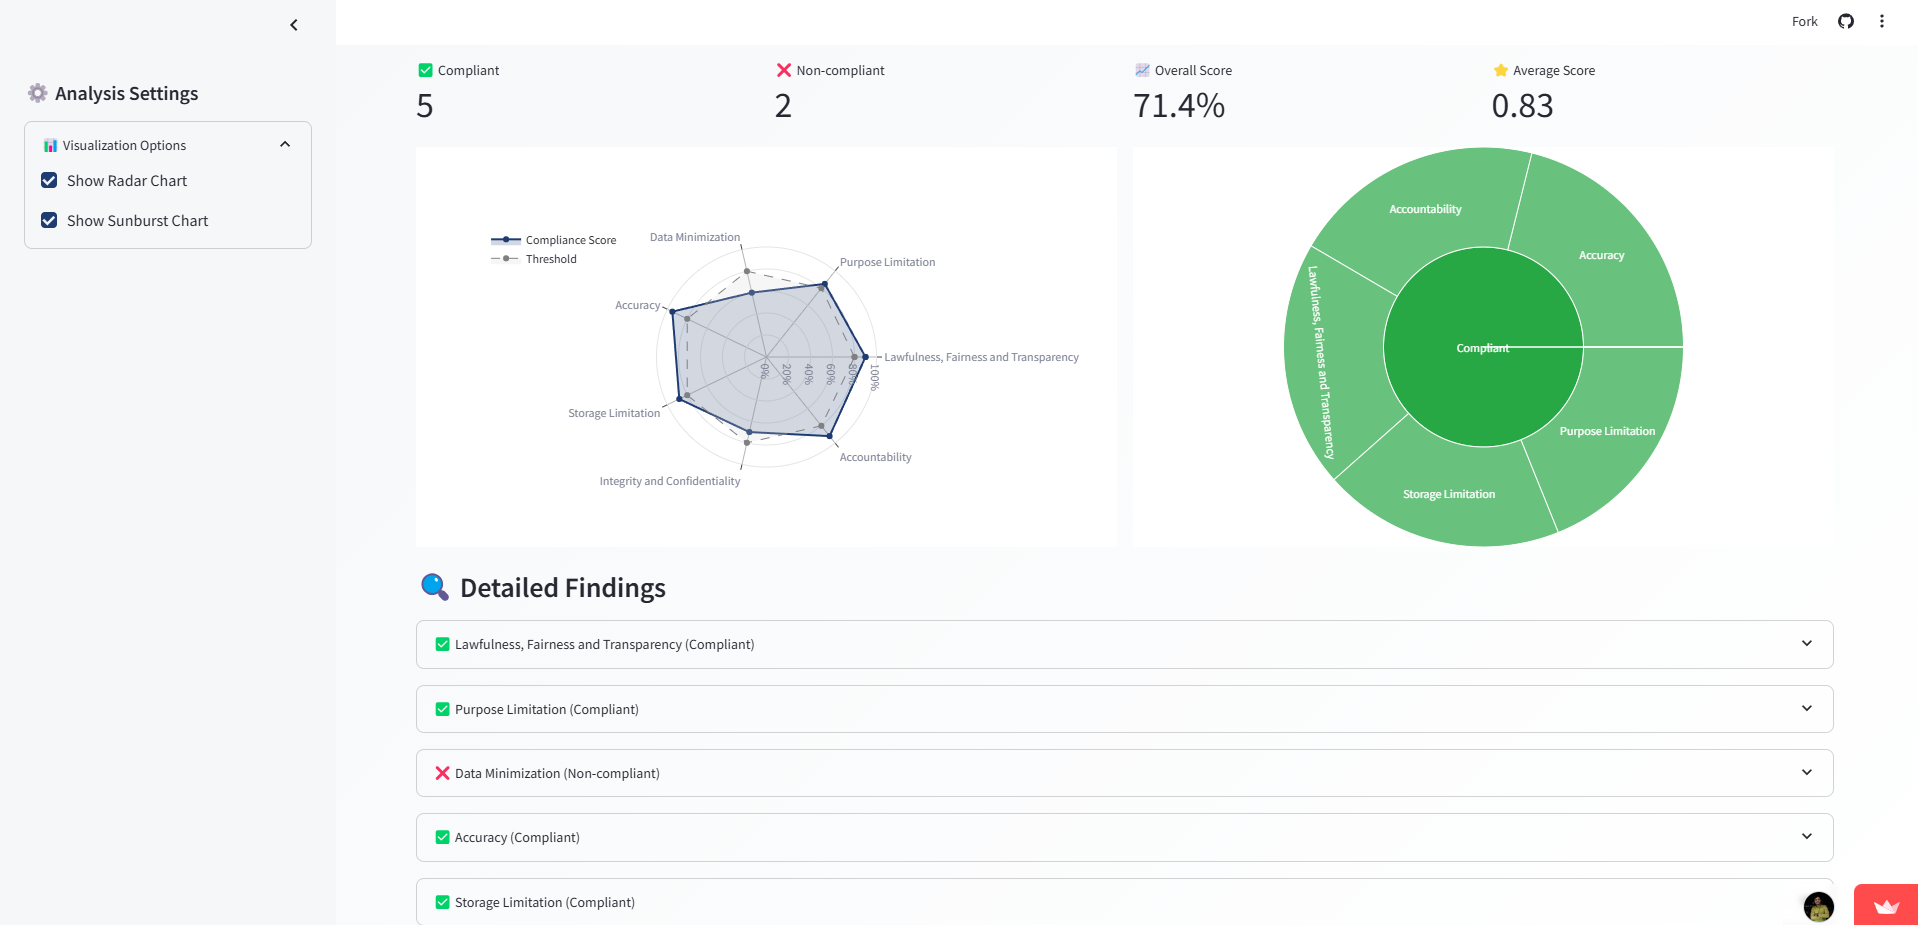 Fork
Analysis Settings
Visualization Options
Show Radar Chart
Show Sunburst Chart
Compliant
5
Non-compliant
2
Overall Score
71.4%
Average Score
0.83
Compliance Score
Threshold
Data Minimization
Purpose Limitation
Accuracy
Lawfulness, Fairness and Transparency
0%
20%
40%
60%
80%
100%
Storage Limitation
Accountability
Integrity and Confidentiality
Accountability
Accuracy
Lawfulness, Fairness and Transparency
Compliant
Purpose Limitation
Storage Limitation
Detailed Findings
Lawfulness, Fairness and Transparency (Compliant)
Purpose Limitation (Compliant)
Data Minimization (Non-compliant)
Accuracy (Compliant)
Storage Limitation (Compliant)